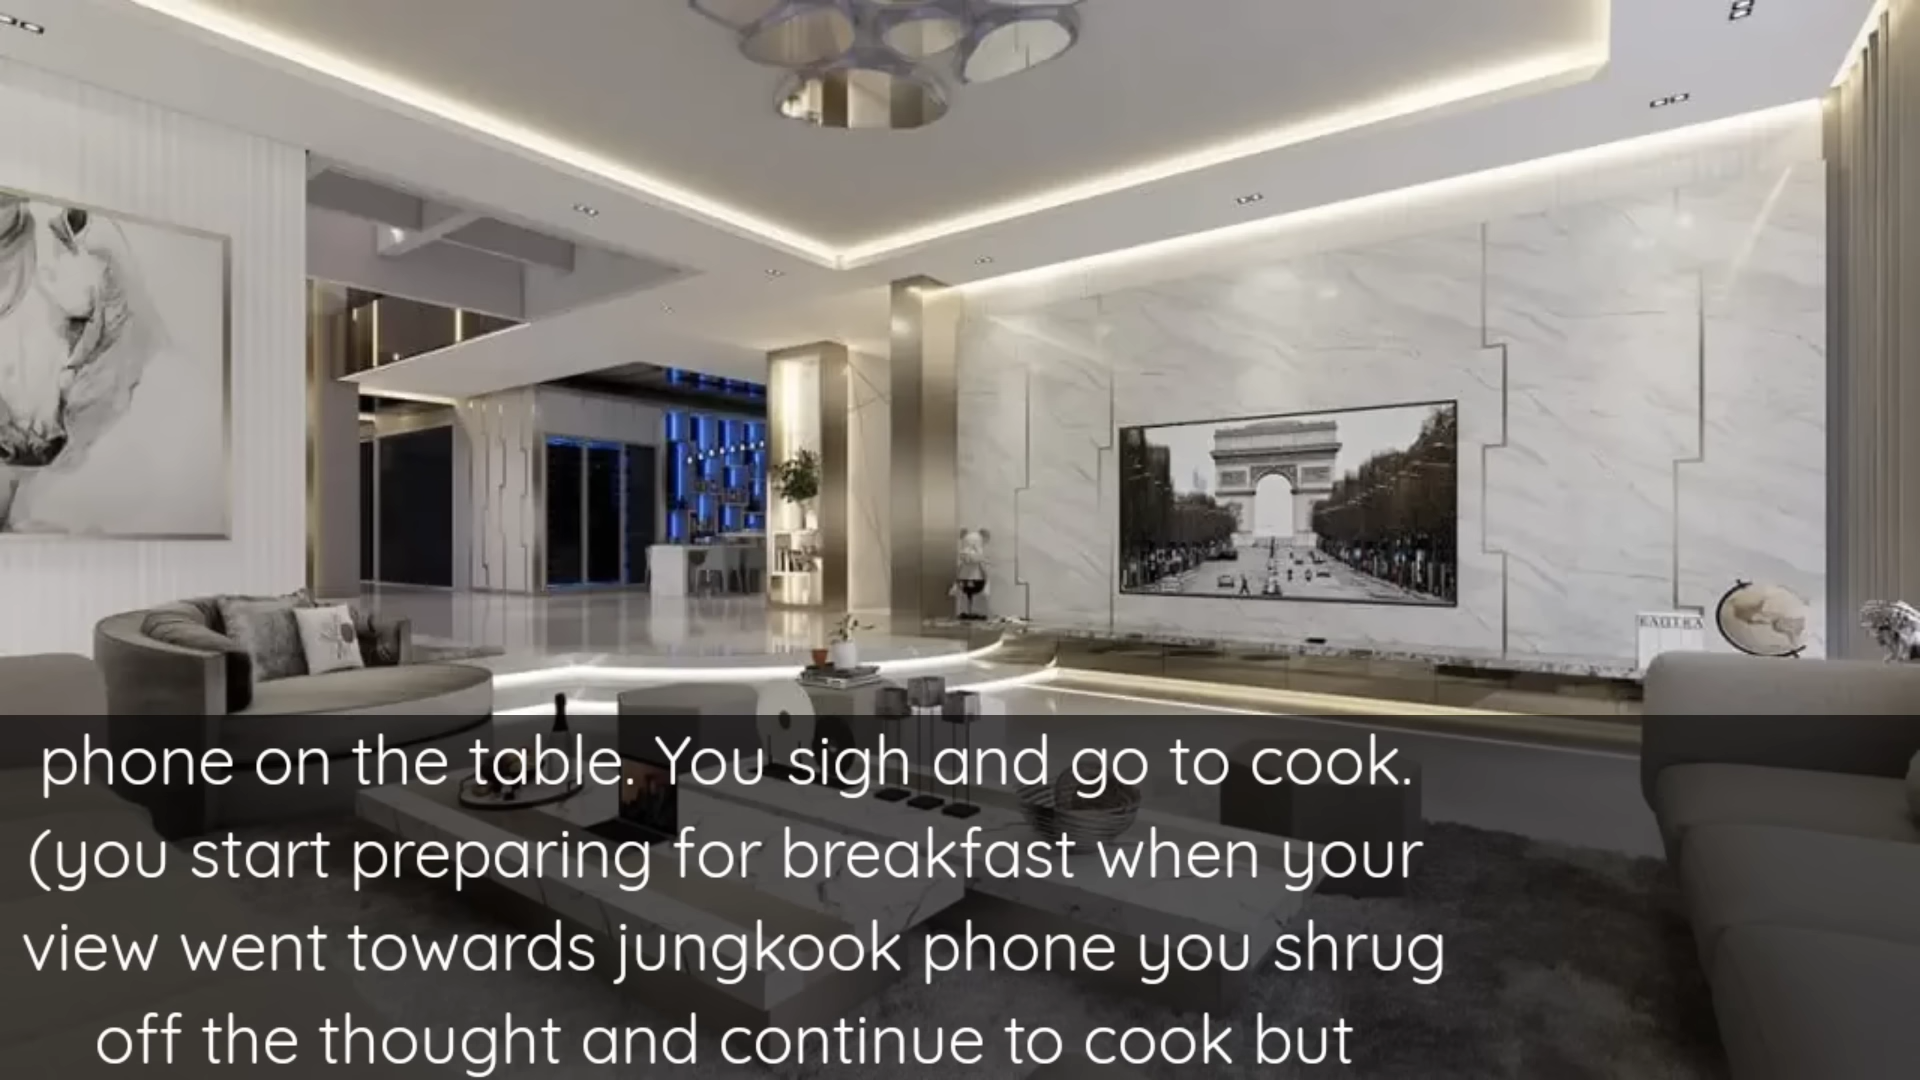 phone on the table. You sigh and go to cook.
(you start preparing for breakfast when your
view went towards jungkook phone you shrug
off the thought and continue to cook but